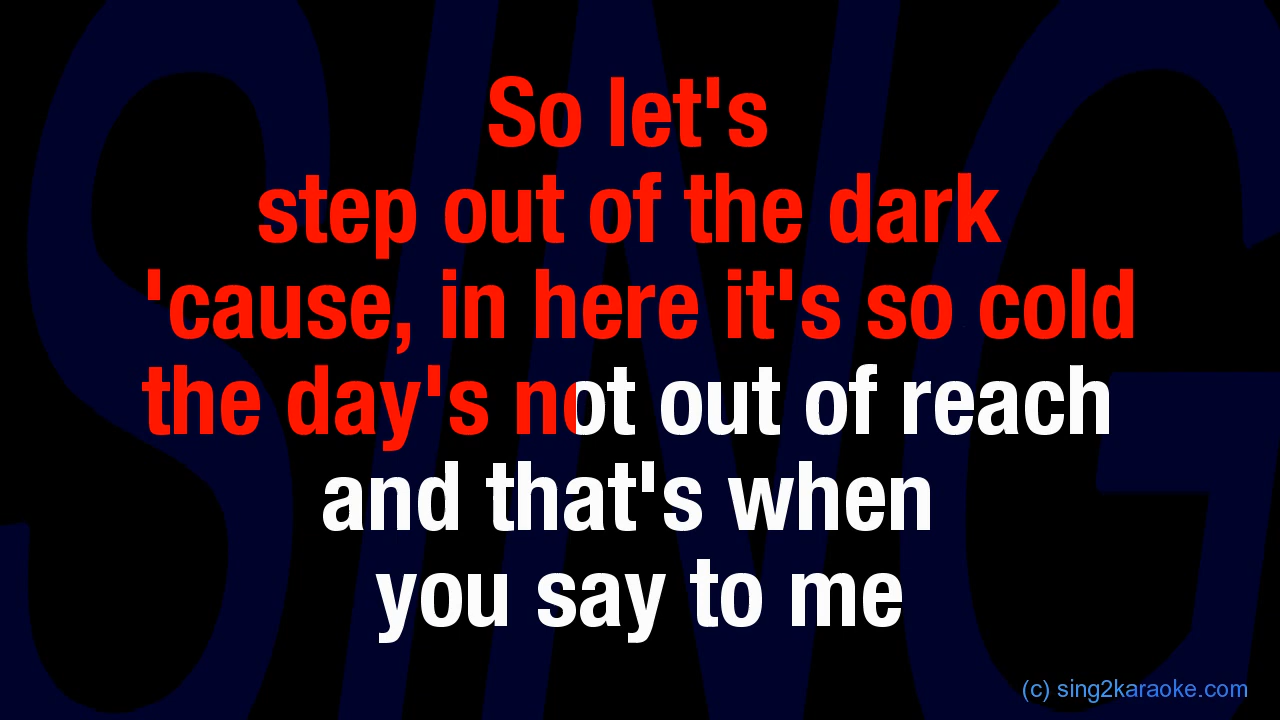 SING
So let's
step out of the dark
'cause, in here it's so cold
the day's not out of reach
and that's when
you say to me
(c) sing2karaoke.com